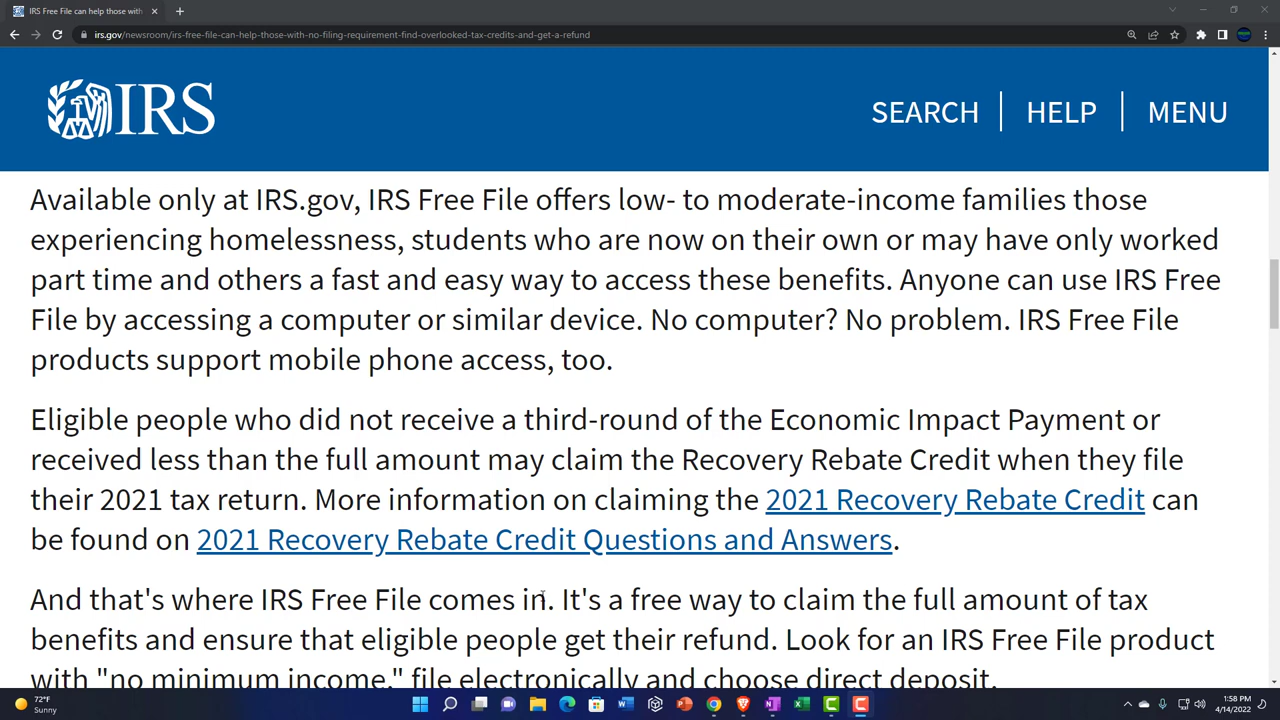 IRS Free File can help those with
irs.gov/newsroom/irs-free-file-can-help-those-with-no-filing-requirement-find-overlooked-tax-credits-and-get-a-refund
IRS
SEARCH
HELP
MENU
Available only at IRS.gov, IRS Free File offers low- to moderate-income families those
experiencing homelessness, students who are now on their own or may have only worked
part time and others a fast and easy way to access these benefits. Anyone can use IRS Free
File by accessing a computer or similar device. No computer? No problem. IRS Free File
products support mobile phone access, too.
Eligible people who did not receive a third-round of the Economic Impact Payment or
received less than the full amount may claim the Recovery Rebate Credit when they file
their 2021 tax return. More information on claiming the 2021 Recovery Rebate Credit can
be found on 2021 Recovery Rebate Credit Questions and Answers.
And that's where IRS Free File comes in. It's a free way to claim the full amount of tax
benefits and ensure that eligible people get their refund. Look for an IRS Free File product
with "no minimum income," file electronically and choose direct deposit.
72°F
Sunny
1:58 PM
4/14/2022